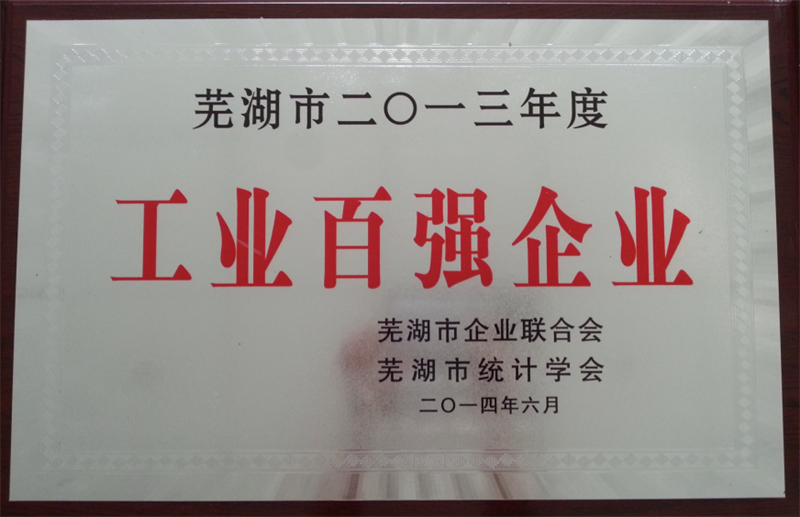 芜湖市二〇一三年度
工业百强企业
芜湖市企业联合会
芜湖市统计学会
二〇一四年六月